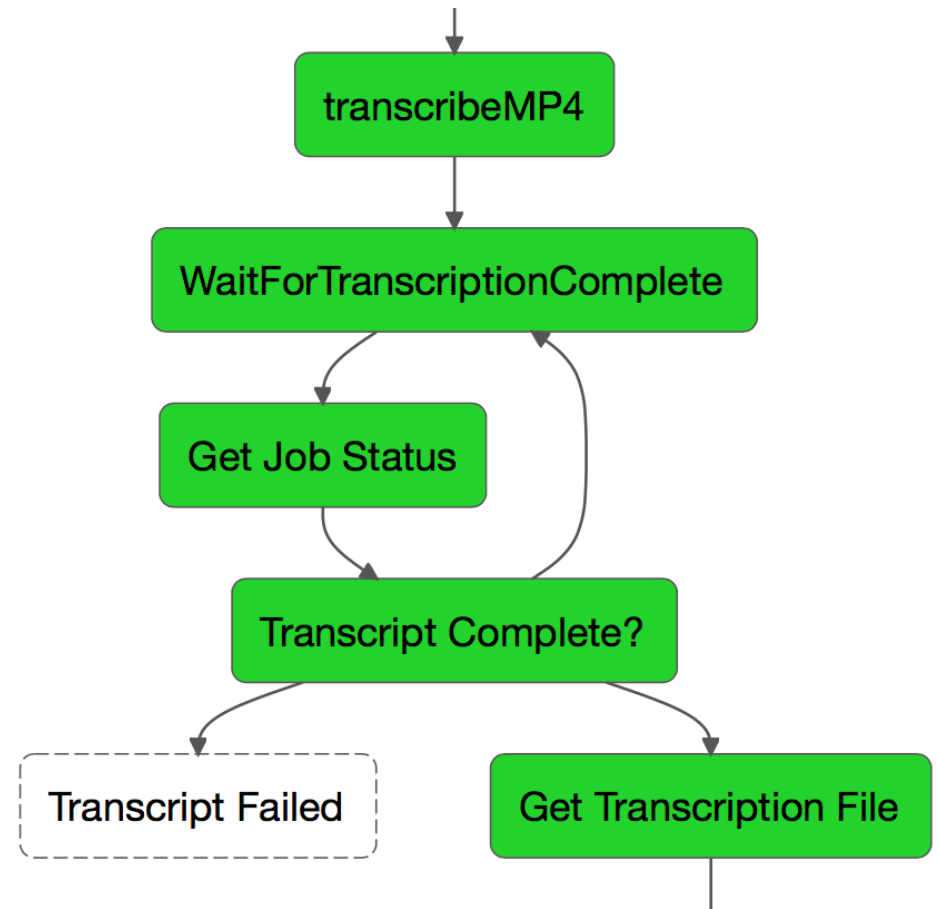 transcribeMP4
WaitForTranscriptionComplete
Get Job Status
Transcript Complete?
Transcript Failed
Get Transcription File